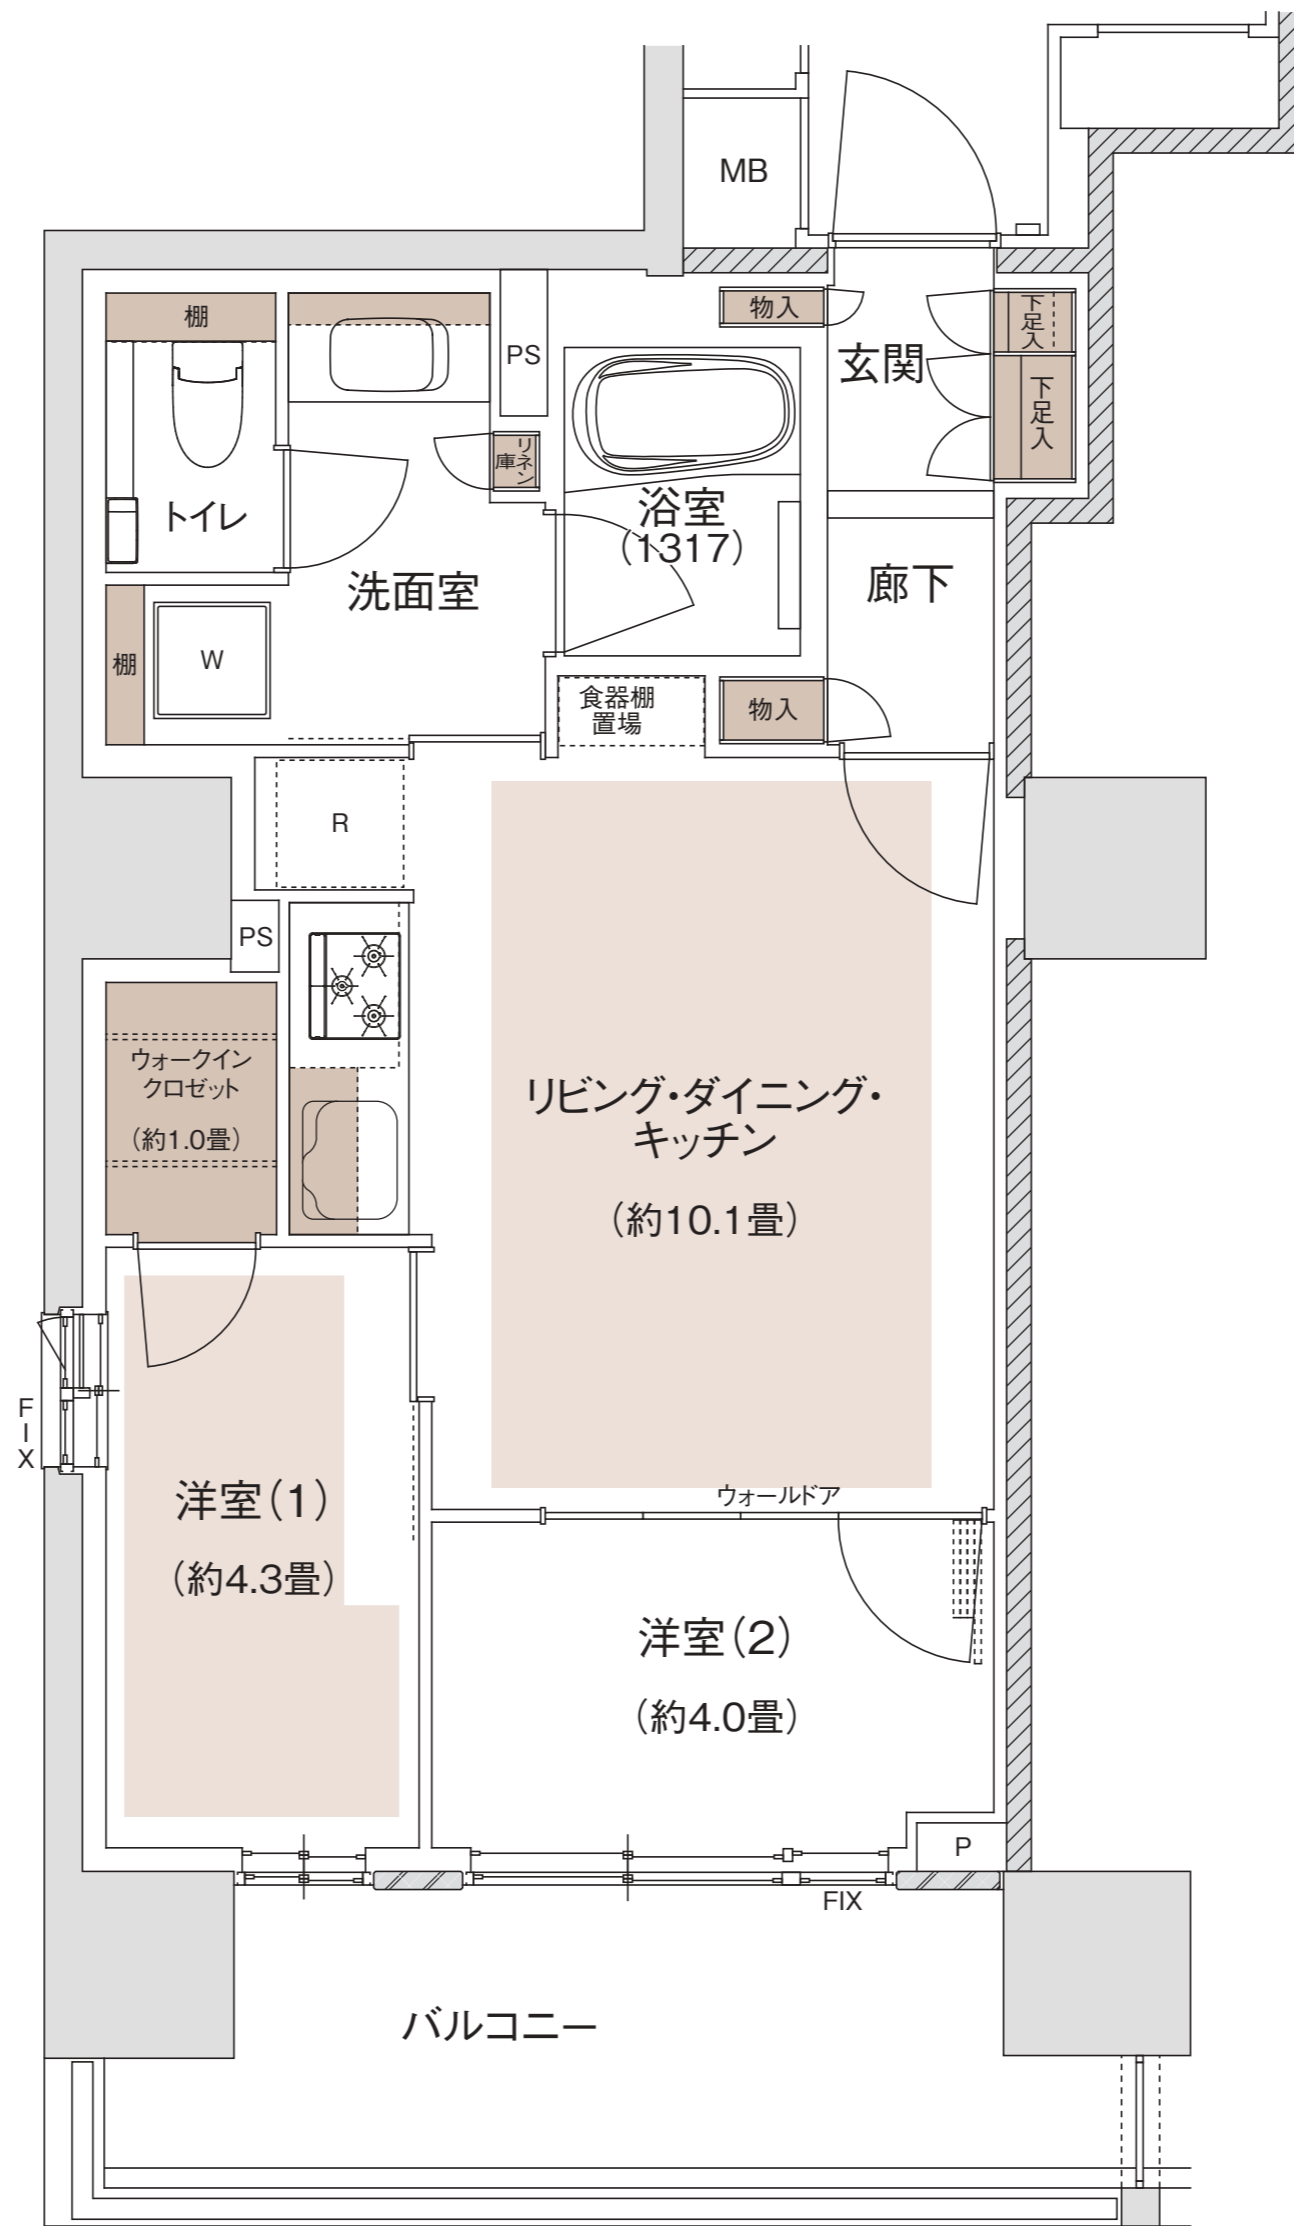 MB
物入
下足入
棚
PS
玄関
下足入
リネン庫
浴室
(1317)
トイレ
洗面室
廊下
棚
W
食器棚
置場
物入
R
PS
ウォークイン
クロゼット
(約1.0畳)
リビング・ダイニング・
キッチン
(約10.1畳)
FIX
洋室(1)
(約4.3畳)
ウォールドア
洋室(2)
(約4.0畳)
P
FIX
バルコニー